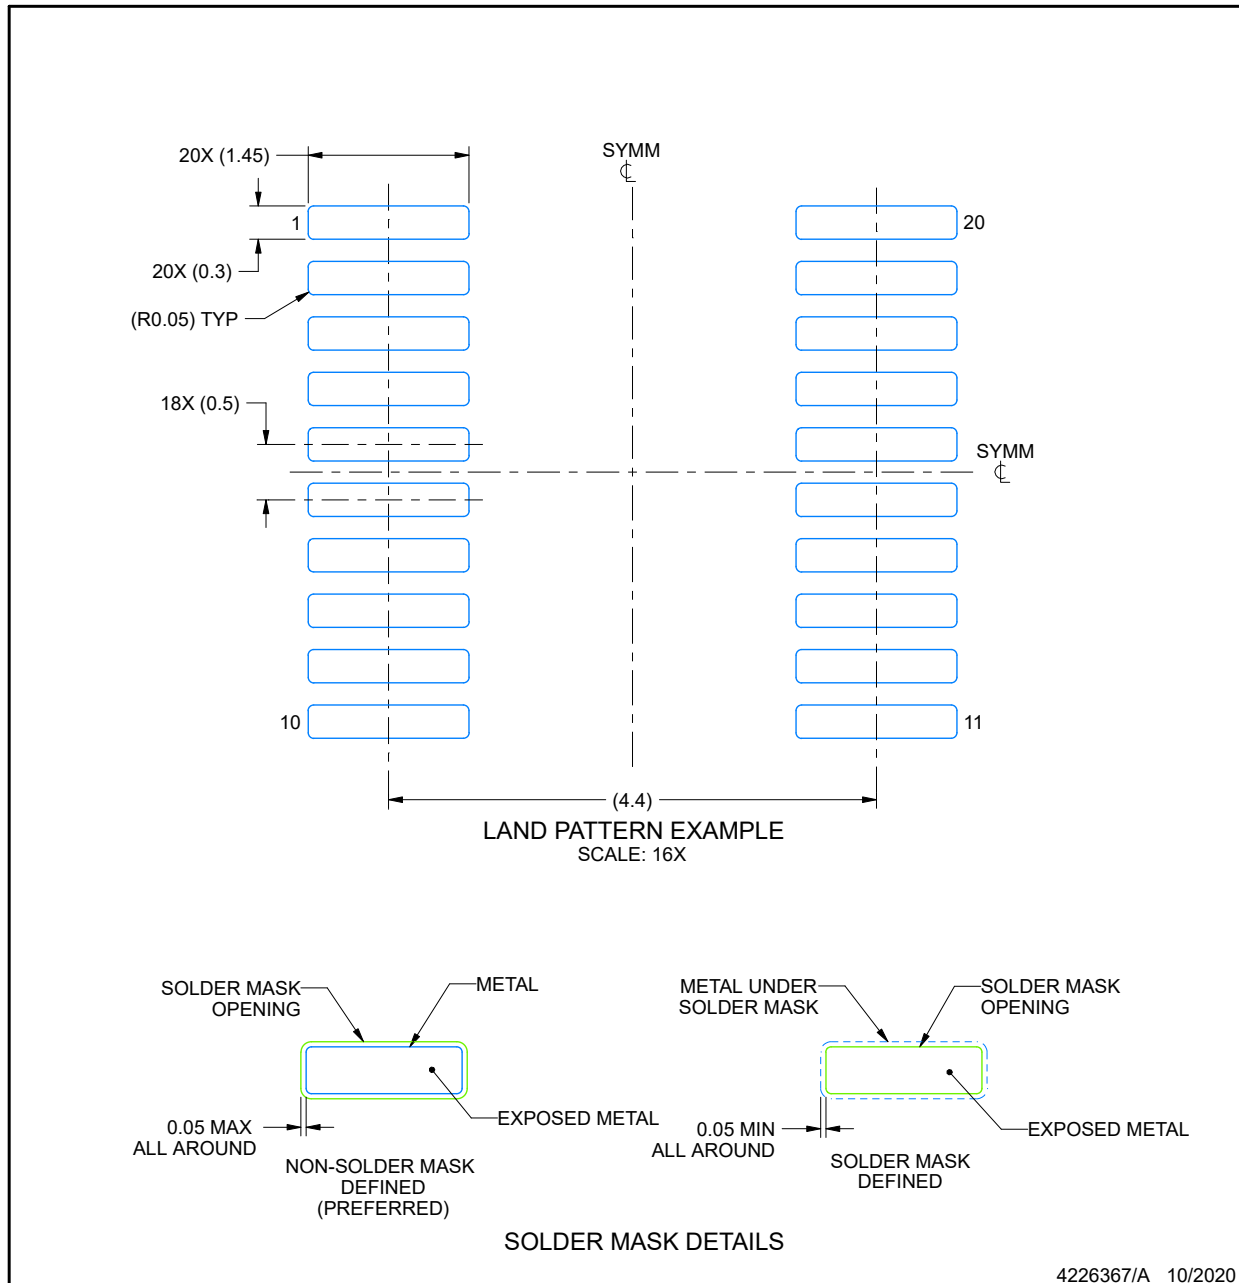 SYMM
℄
20X (1.45)
1
20
20X (0.3)
(R0.05) TYP
18X (0.5)
SYMM
℄
10
11
(4.4)
LAND PATTERN EXAMPLE
SCALE: 16X
SOLDER MASK
OPENING
METAL
EXPOSED METAL
0.05 MAX
ALL AROUND
NON-SOLDER MASK
DEFINED
(PREFERRED)
METAL UNDER
SOLDER MASK
SOLDER MASK
OPENING
EXPOSED METAL
0.05 MIN
ALL AROUND
SOLDER MASK
DEFINED
SOLDER MASK DETAILS
4226367/A 10/2020